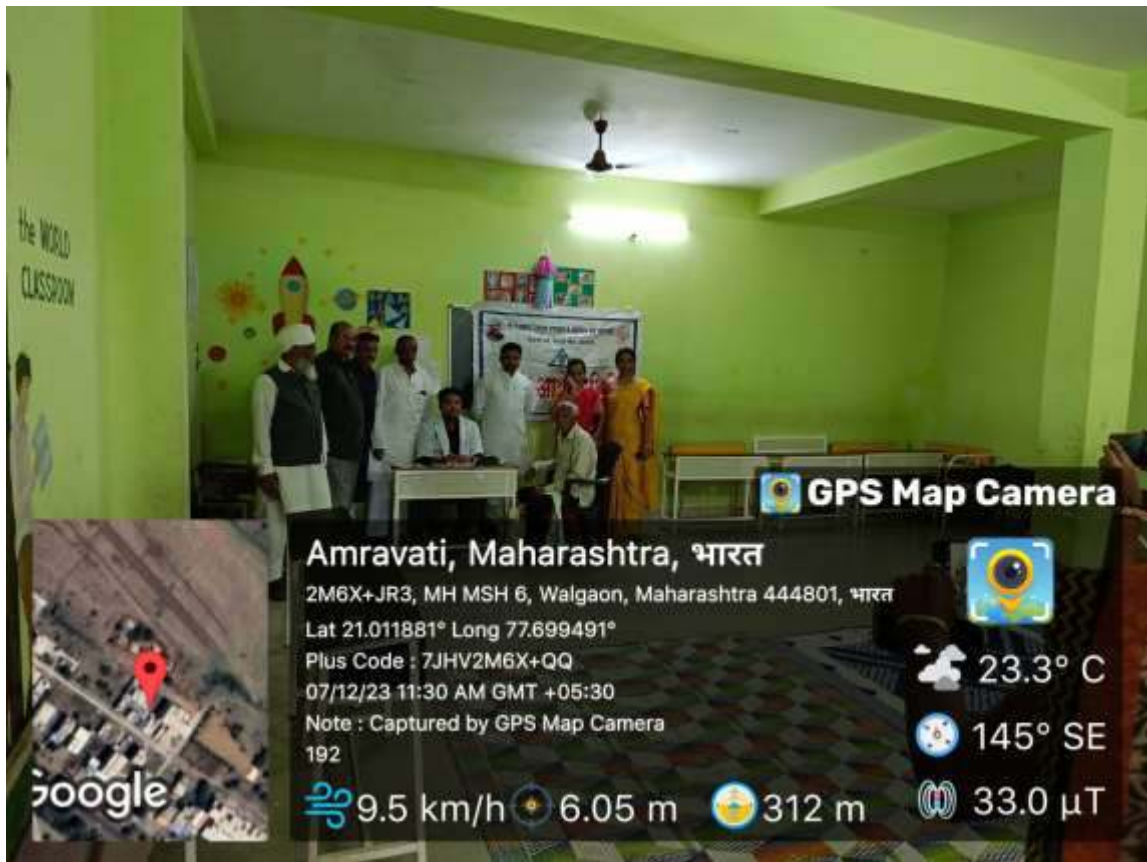 the WORLD
CLASSROOM
GPS Map Camera
Amravati, Maharashtra, भारत
2M6X+JR3, MH MSH 6, Walgaon, Maharashtra 444801, भारत
Lat 21.011881° Long 77.699491°
Plus Code : 7JHV2M6X+QQ
07/12/23 11:30 AM GMT +05:30
Note : Captured by GPS Map Camera
192
23.3° C
145° SE
Google
9.5 km/h 6.05 m 312 m 33.0 µT